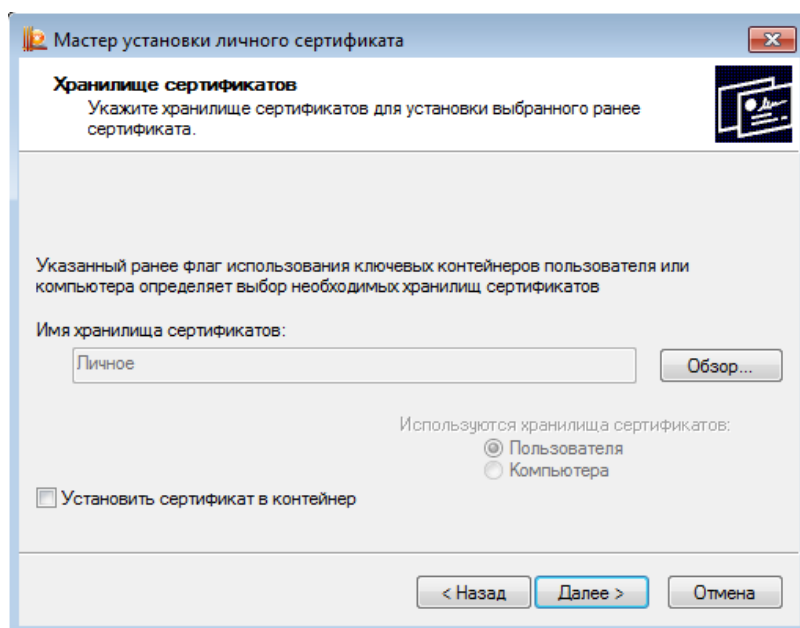 Мастер установки личного сертификата
Хранилище сертификатов
Укажите хранилище сертификатов для установки выбранного ранее
сертификата.
Указанный ранее флаг использования ключевых контейнеров пользователя или
компьютера определяет выбор необходимых хранилищ сертификатов
Имя хранилища сертификатов:
Личное
Обзор...
Используются хранилища сертификатов:
Пользователя
Компьютера
Установить сертификат в контейнер
< Назад
Далее >
Отмена